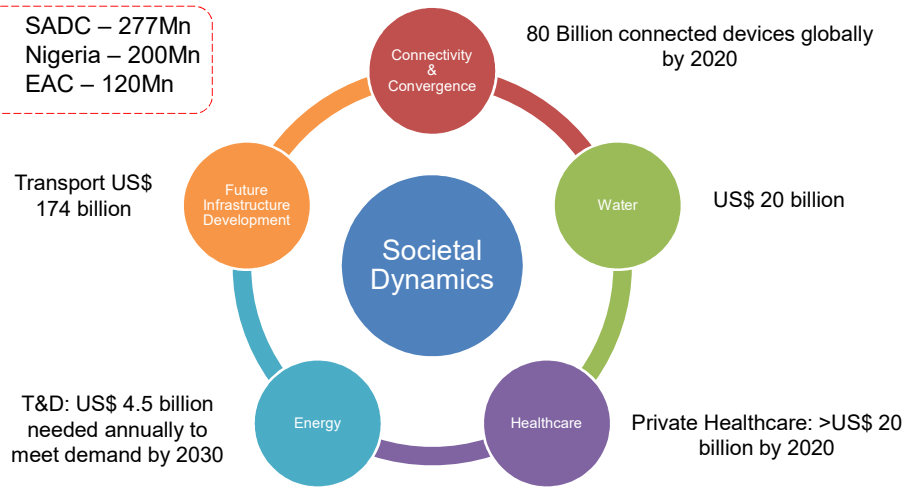 SADC – 277Mn
Nigeria – 200Mn
EAC – 120Mn
Connectivity
&
Convergence
80 Billion connected devices globally
by 2020
Transport US$
174 billion
Future
Infrastructure
Development
Water
US$ 20 billion
Societal
Dynamics
T&D: US$ 4.5 billion
needed annually to
meet demand by 2030
Energy
Healthcare
Private Healthcare: >US$ 20
billion by 2020